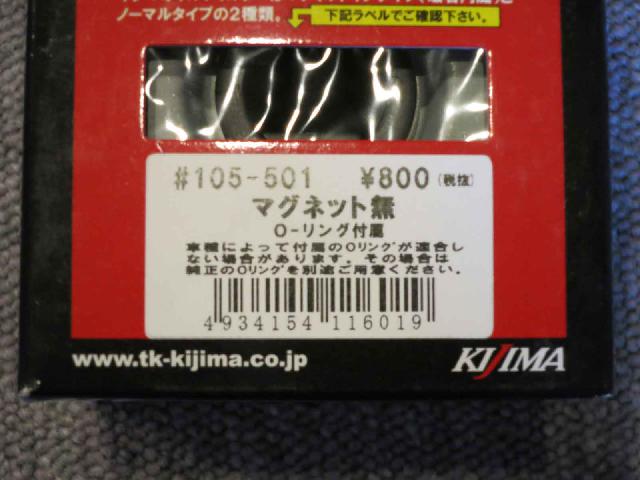 ノーマルタイプの2種類。
下記ラベルでご確認下さい。
#105-501 ¥800(税抜)
マグネット無
O-リング付属
車種によって付属のOリングが適合し
ない場合があります。その場合は
純正のOリングを別途ご用意ください。
4934154 116019
www.tk-kijima.co.jp
KIJIMA